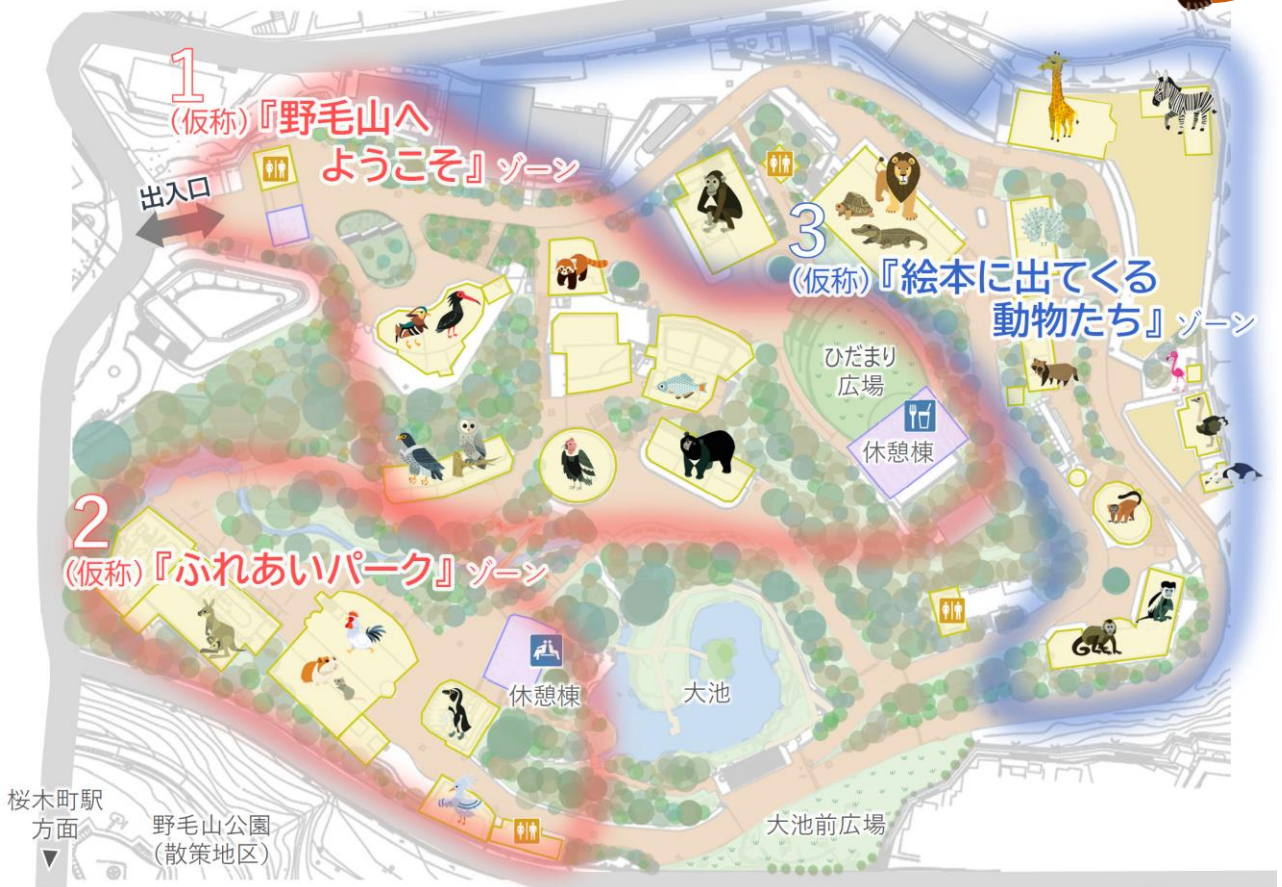 1
(仮称)『野毛山へ
ようこそ』ゾーン
出入口
3
(仮称)『絵本に出てくる
動物たち』ゾーン
ひだまり
広場
休憩棟
2
(仮称)『ふれあいパーク』ゾーン
休憩棟
大池
桜木町駅
方面
野毛山公園
(散策地区)
大池前広場